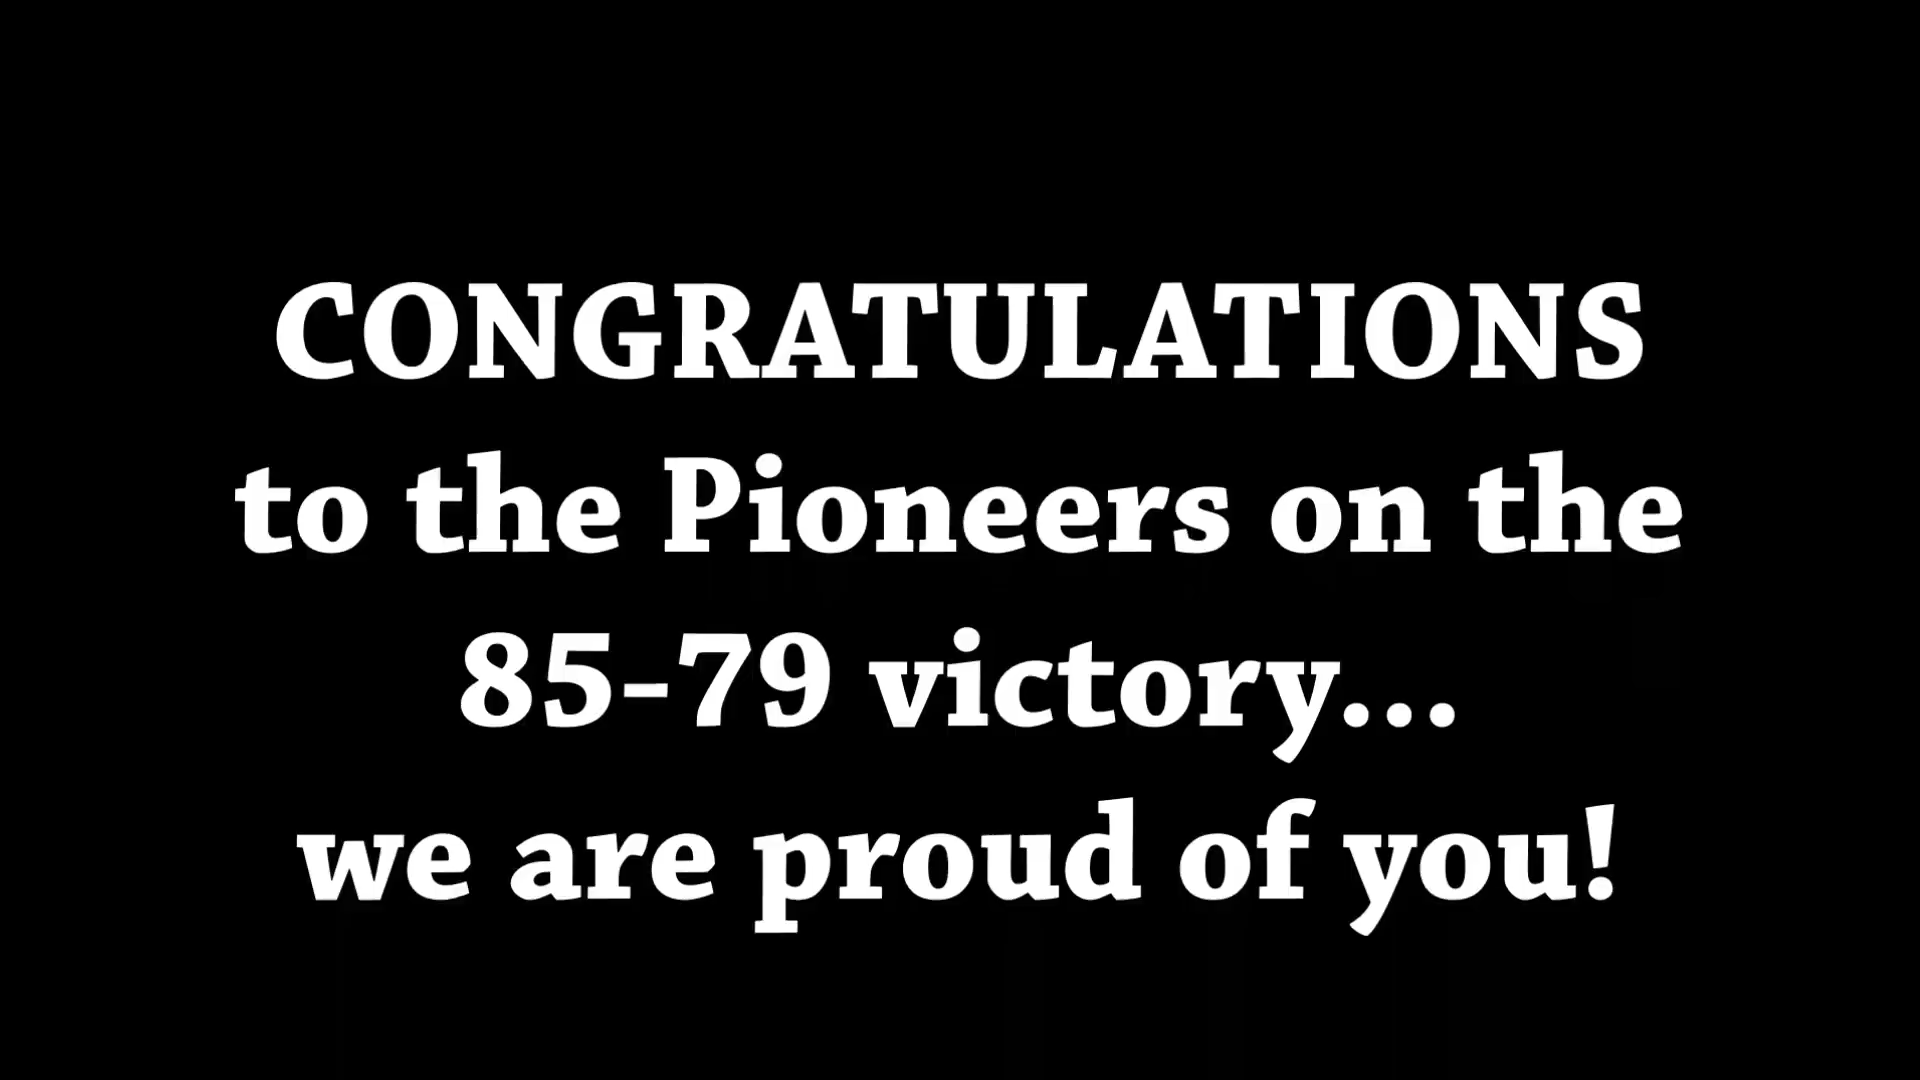 CONGRATULATIONS
to the Pioneers on the
85-79 victory...
we are proud of you!